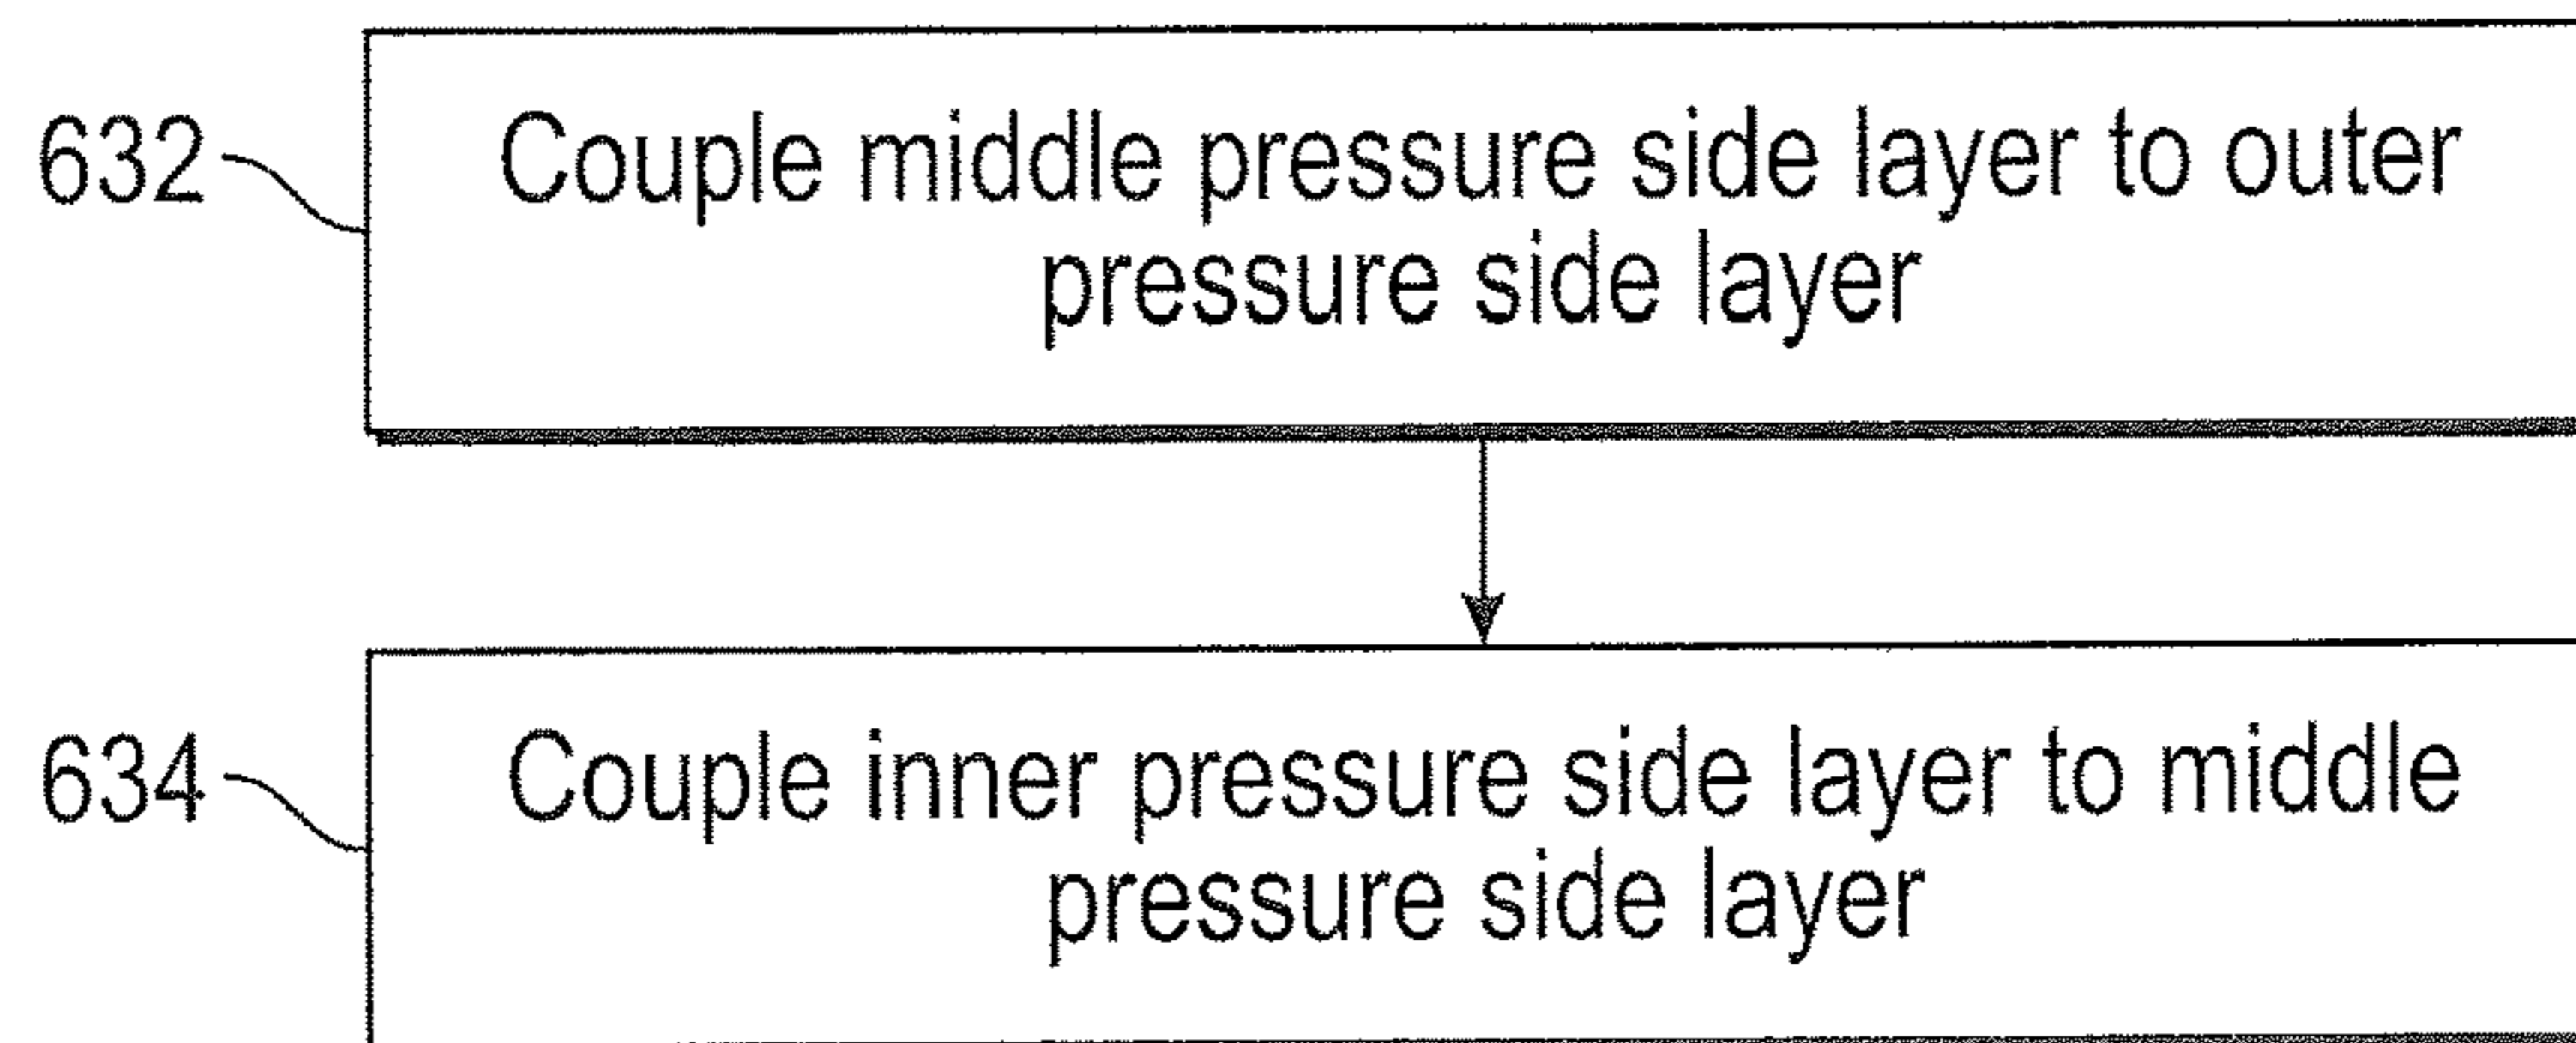 632
Couple middle pressure side layer to outer
pressure side layer
634
Couple inner pressure side layer to middle
pressure side layer